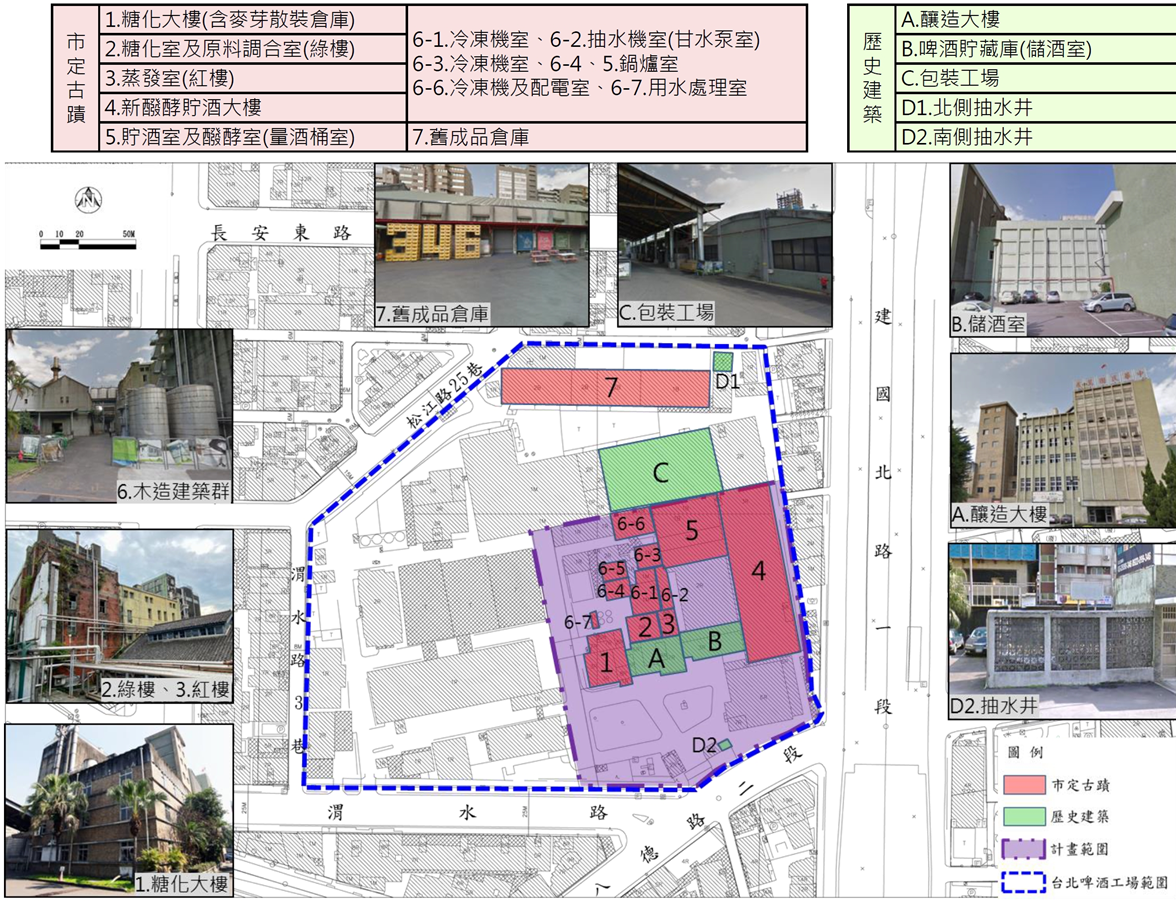 市定古蹟
1.糖化大樓(含麥芽散裝倉庫)
2.糖化室及原料調合室(綠樓)
3.蒸發室(紅樓)
4.新醱酵貯酒大樓
5.貯酒室及醱酵室(量酒桶室)
6-1.冷凍機室、6-2.抽水機室(甘水泵室)
6-3.冷凍機室、6-4、5.鍋爐室
6-6.冷凍機及配電室、6-7.用水處理室
7.舊成品倉庫
歷史建築
A.釀造大樓
B.啤酒貯藏庫(儲酒室)
C.包裝工場
D1.北側抽水井
D2.南側抽水井
N
0 10 20 50M
長安東路
7.舊成品倉庫
C.包裝工場
B.儲酒室
6.木造建築群
A.釀造大樓
2.綠樓、3.紅樓
D2.抽水井
1.糖化大樓
松江路25巷
建國北路一段
渭水路3巷
渭水路
八德路二段
7
D1
C
6-6
5
6-3
6-5
6-4
6-1
6-2
4
6-7
2
3
1
A
B
D2
圖例
市定古蹟
歷史建築
計畫範圍
台北啤酒工場範圍